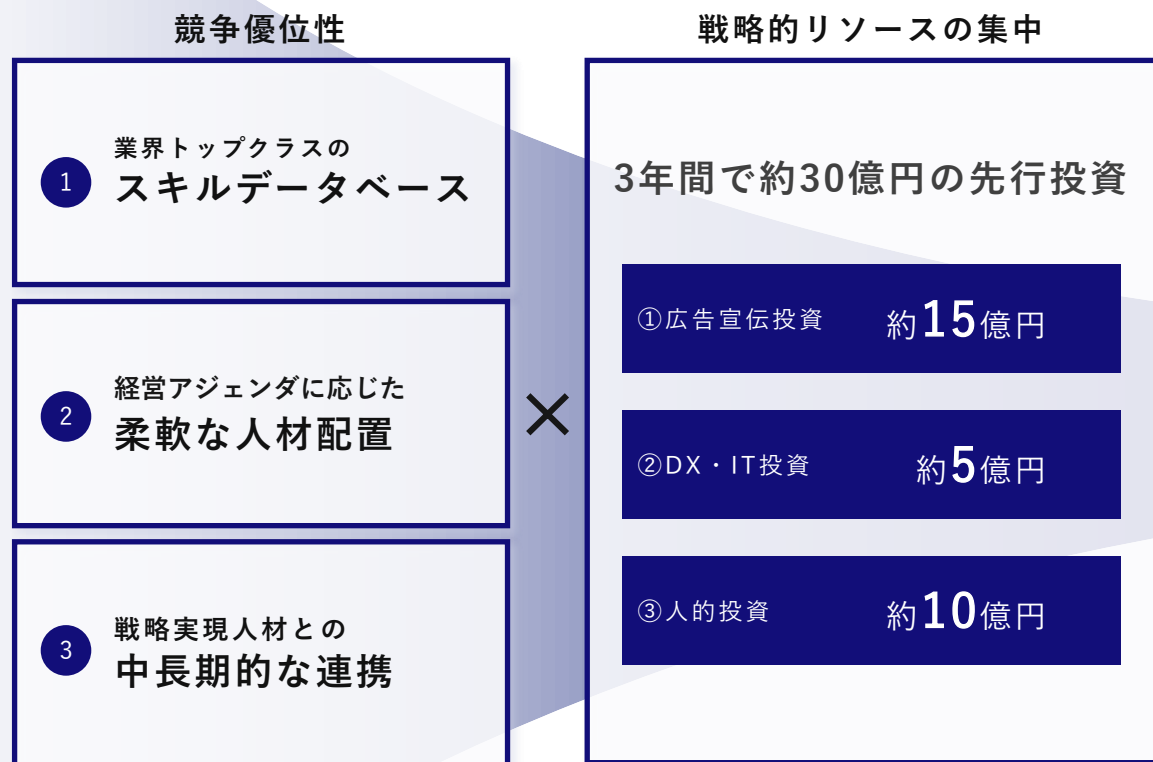 競争優位性
1
業界トップクラスの
スキルデータベース
2
経営アジェンダに応じた
柔軟な人材配置
3
戦略実現人材との
中長期的な連携
×
戦略的リソースの集中
3年間で約30億円の先行投資
①広告宣伝投資 約15億円
②DX・IT投資 約5億円
③人的投資 約10億円